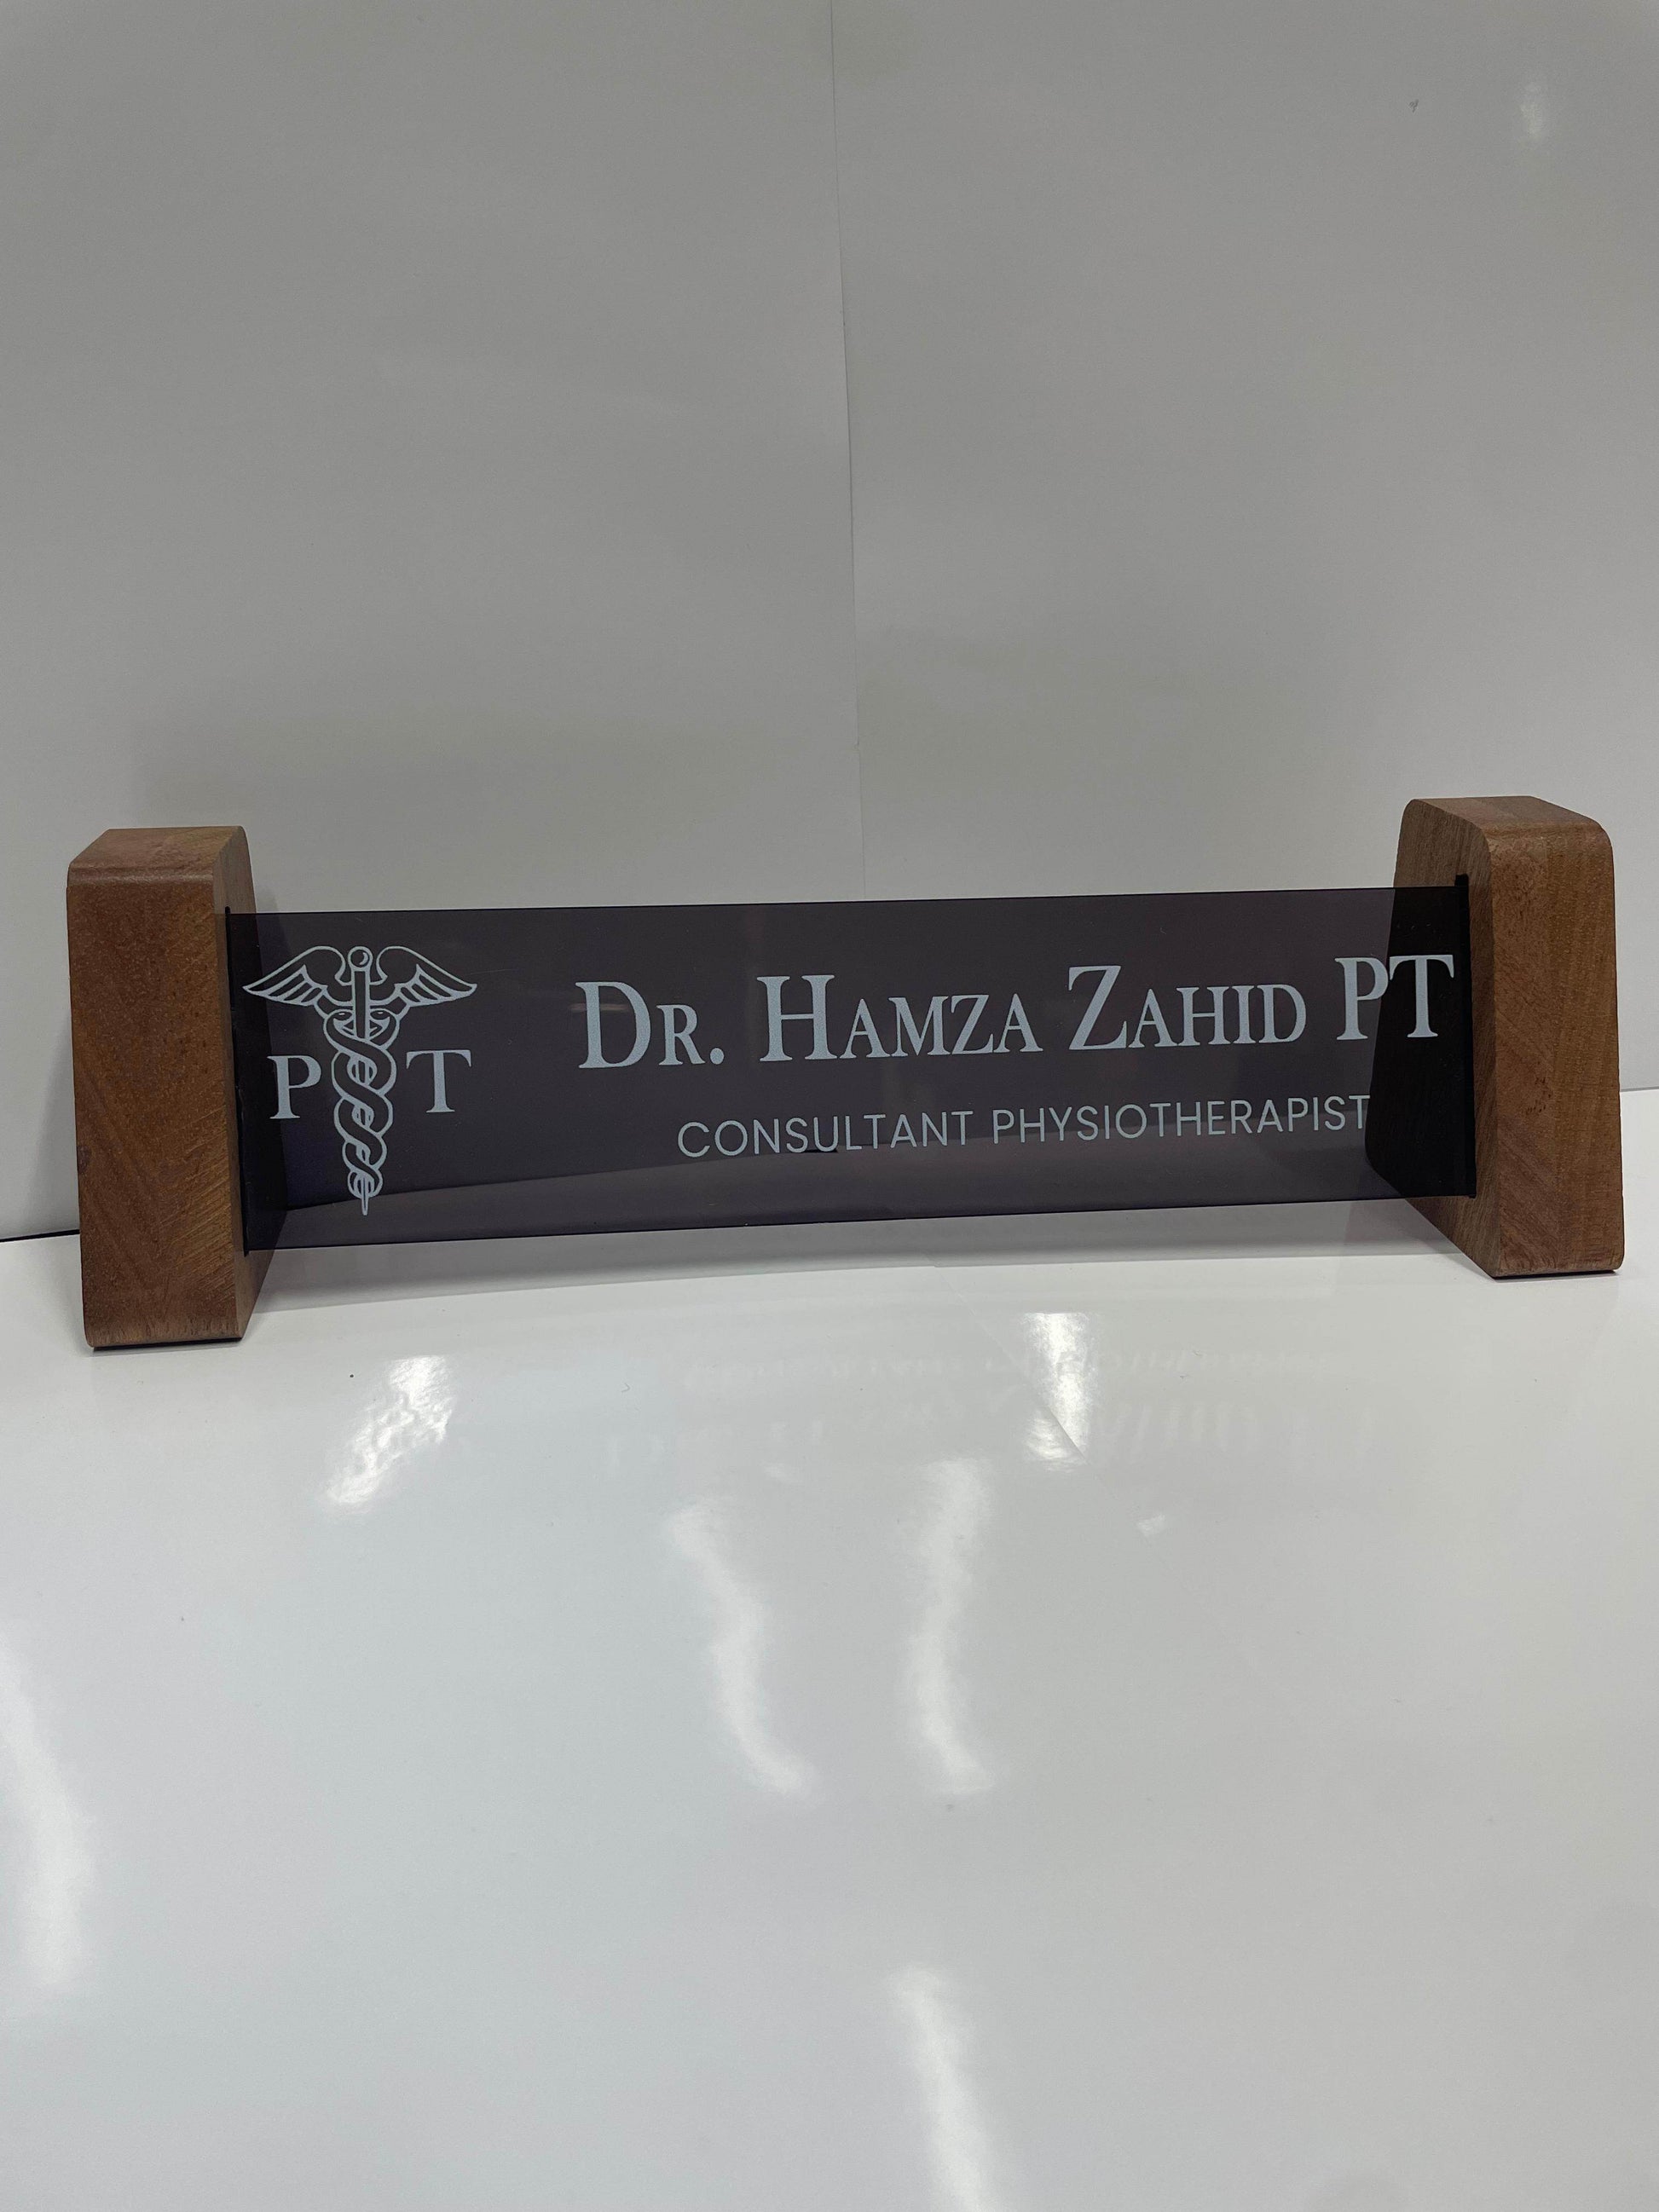 P T
DR. HAMZA ZAHID PT
CONSULTANT PHYSIOTHERAPIST